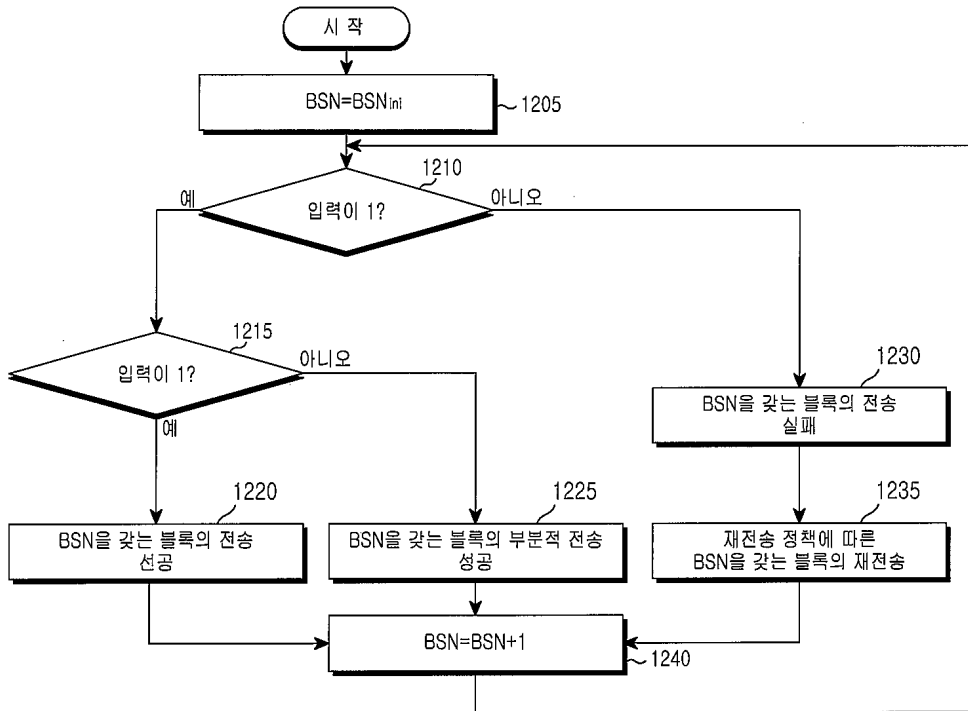 시 작
BSN=BSNini
1205
1210
예
입력이 1?
아니오
1215
입력이 1?
아니오
예
1230
BSN을 갖는 블록의 전송
실패
1220
BSN을 갖는 블록의 전송
선공
1225
BSN을 갖는 블록의 부분적 전송
성공
1235
재전송 정책에 따른
BSN을 갖는 블록의 재전송
BSN=BSN+1
1240